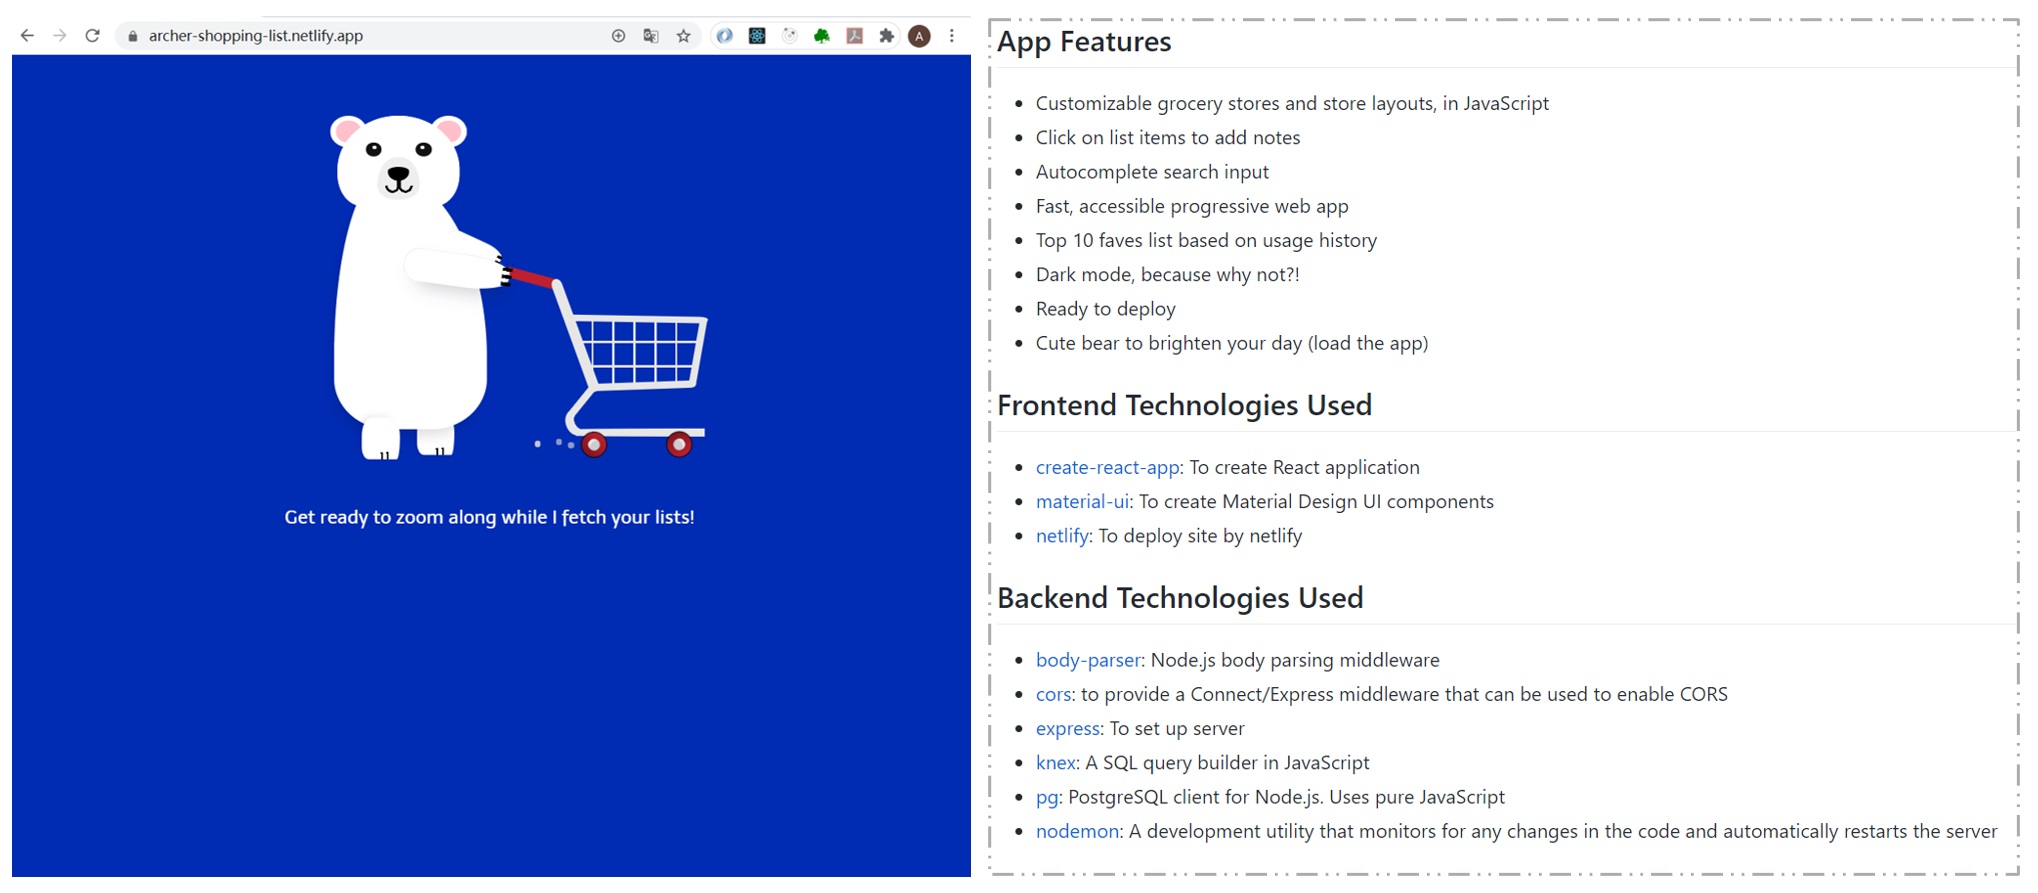 archer-shopping-list.netlify.app
A
Get ready to zoom along while I fetch your lists!
App Features
Customizable grocery stores and store layouts, in JavaScript
Click on list items to add notes
Autocomplete search input
Fast, accessible progressive web app
Top 10 faves list based on usage history
Dark mode, because why not?!
Ready to deploy
Cute bear to brighten your day (load the app)
Frontend Technologies Used
create-react-app: To create React application
material-ui: To create Material Design UI components
netlify: To deploy site by netlify
Backend Technologies Used
body-parser: Node.js body parsing middleware
cors: to provide a Connect/Express middleware that can be used to enable CORS
express: To set up server
knex: A SQL query builder in JavaScript
pg: PostgreSQL client for Node.js. Uses pure JavaScript
nodemon: A development utility that monitors for any changes in the code and automatically restarts the server